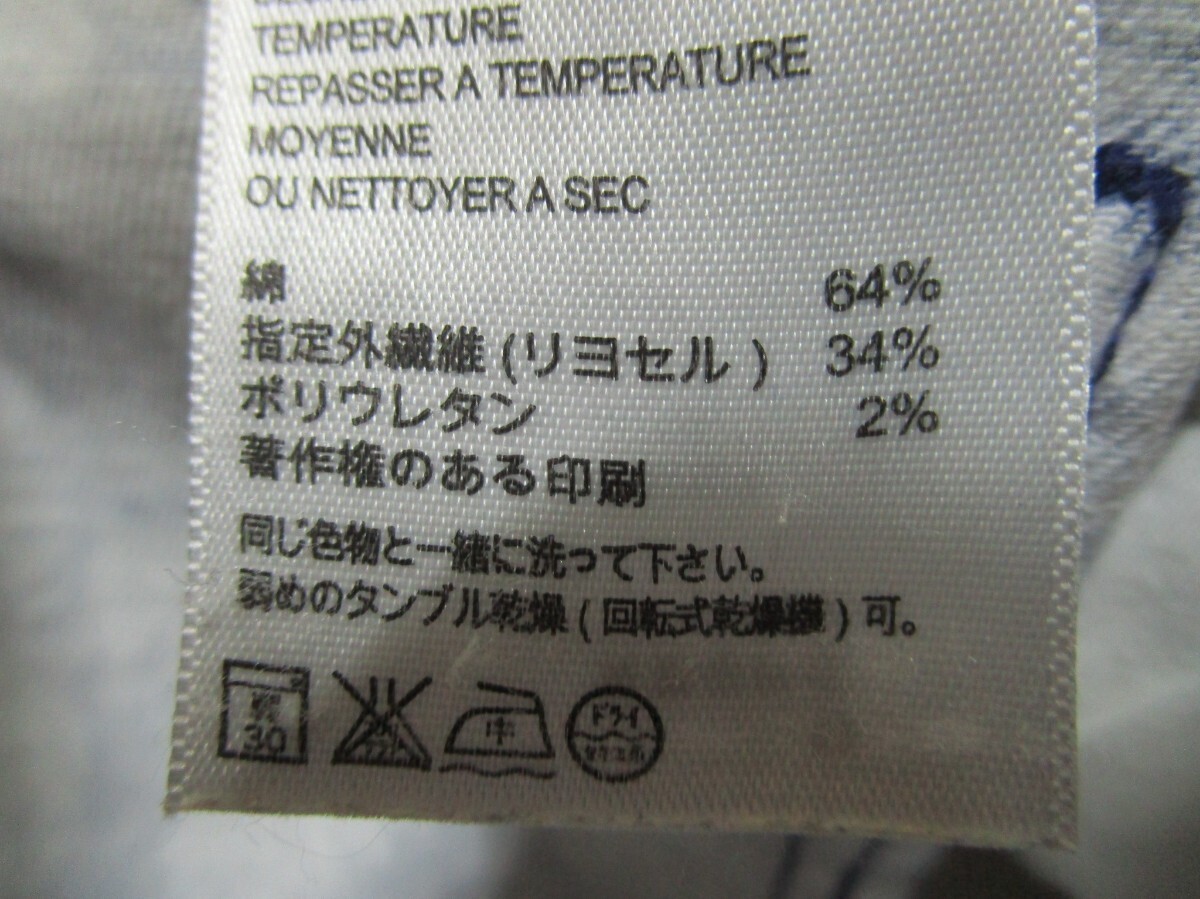 TEMPERATURE
REPASSER A TEMPERATURE
MOYENNE
OU NETTOYER A SEC
綿 64%
指定外繊維 (リヨセル) 34%
ポリウレタン 2%
著作権のある印刷
同じ色物と一緒に洗って下さい。
弱めのタンブル乾燥 (回転式乾燥機) 可。
30 中 ドライ